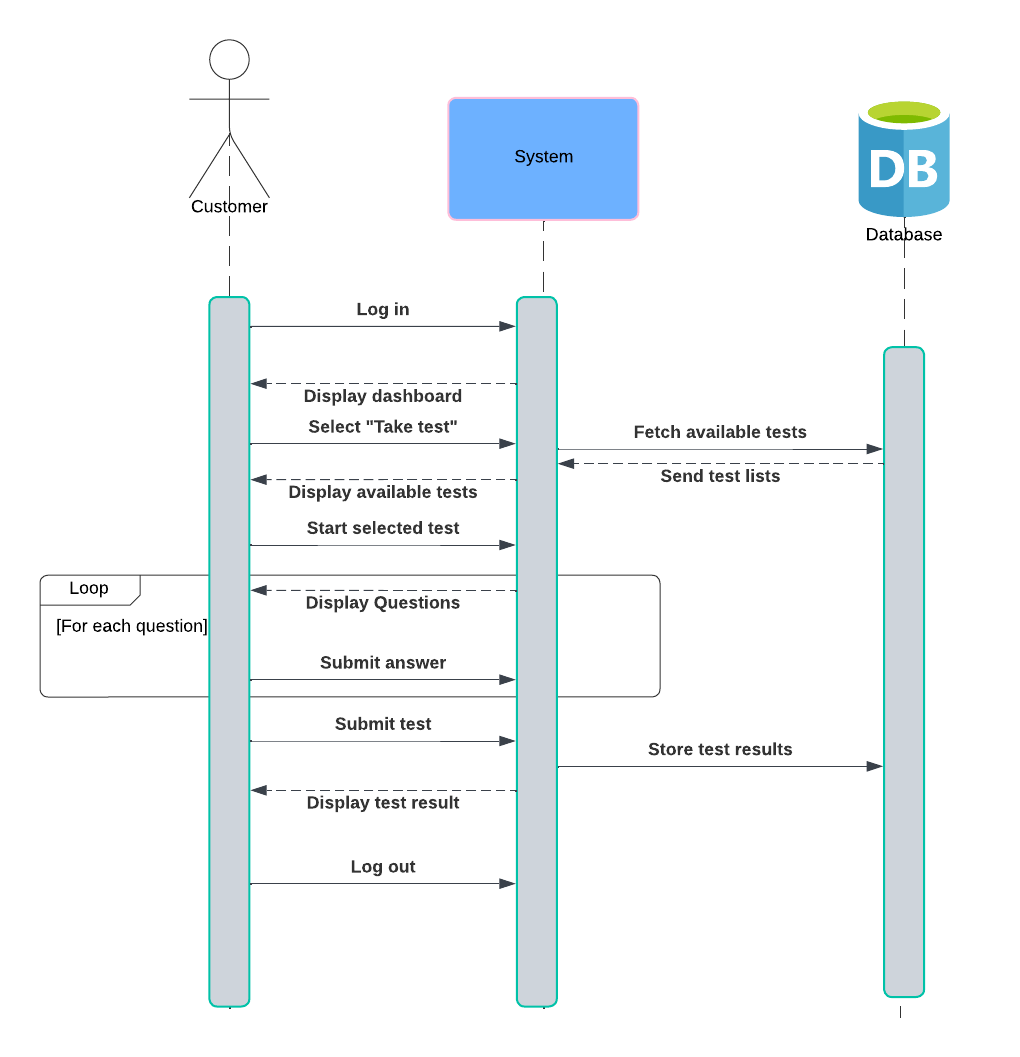 DB
System
Customer
Database
Log in
Display dashboard
Select "Take test"
Fetch available tests
Send test lists
Display available tests
Start selected test
Loop
Display Questions
[For each question]
Submit answer
Submit test
Store test results
Display test result
Log out